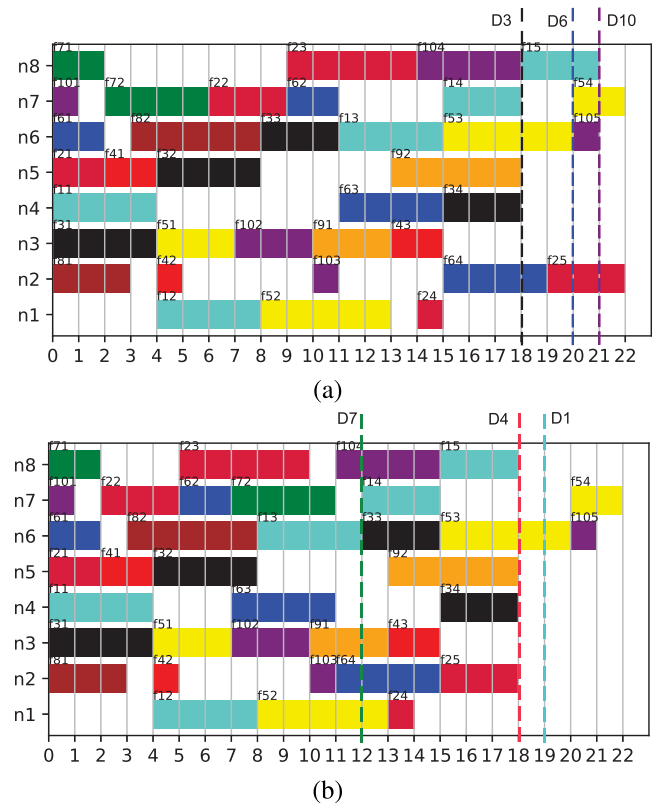 D3 D6 D10
f71 f23 f104 f15
n8
f101 f72 f22 f62 f14 f54
n7
f61 f82 f33 f13 f53 f105
n6
f21 f41 f32 f92
n5
f11 f63 f34
n4
f31 f51 f102 f91 f43
n3
f81 f42 f103 f64 f25
n2
f12 f52 f24
n1
0 1 2 3 4 5 6 7 8 9 10 11 12 13 14 15 16 17 18 19 20 21 22
(a)
D7 D4 D1
f71 f23 f104 f15
n8
f101 f22 f62 f72 f14 f54
n7
f61 f82 f13 f33 f53 f105
n6
f21 f41 f32 f92
n5
f11 f63 f34
n4
f31 f51 f102 f91 f43
n3
f81 f42 f103 f64 f25
n2
f12 f52 f24
n1
0 1 2 3 4 5 6 7 8 9 10 11 12 13 14 15 16 17 18 19 20 21 22
(b)